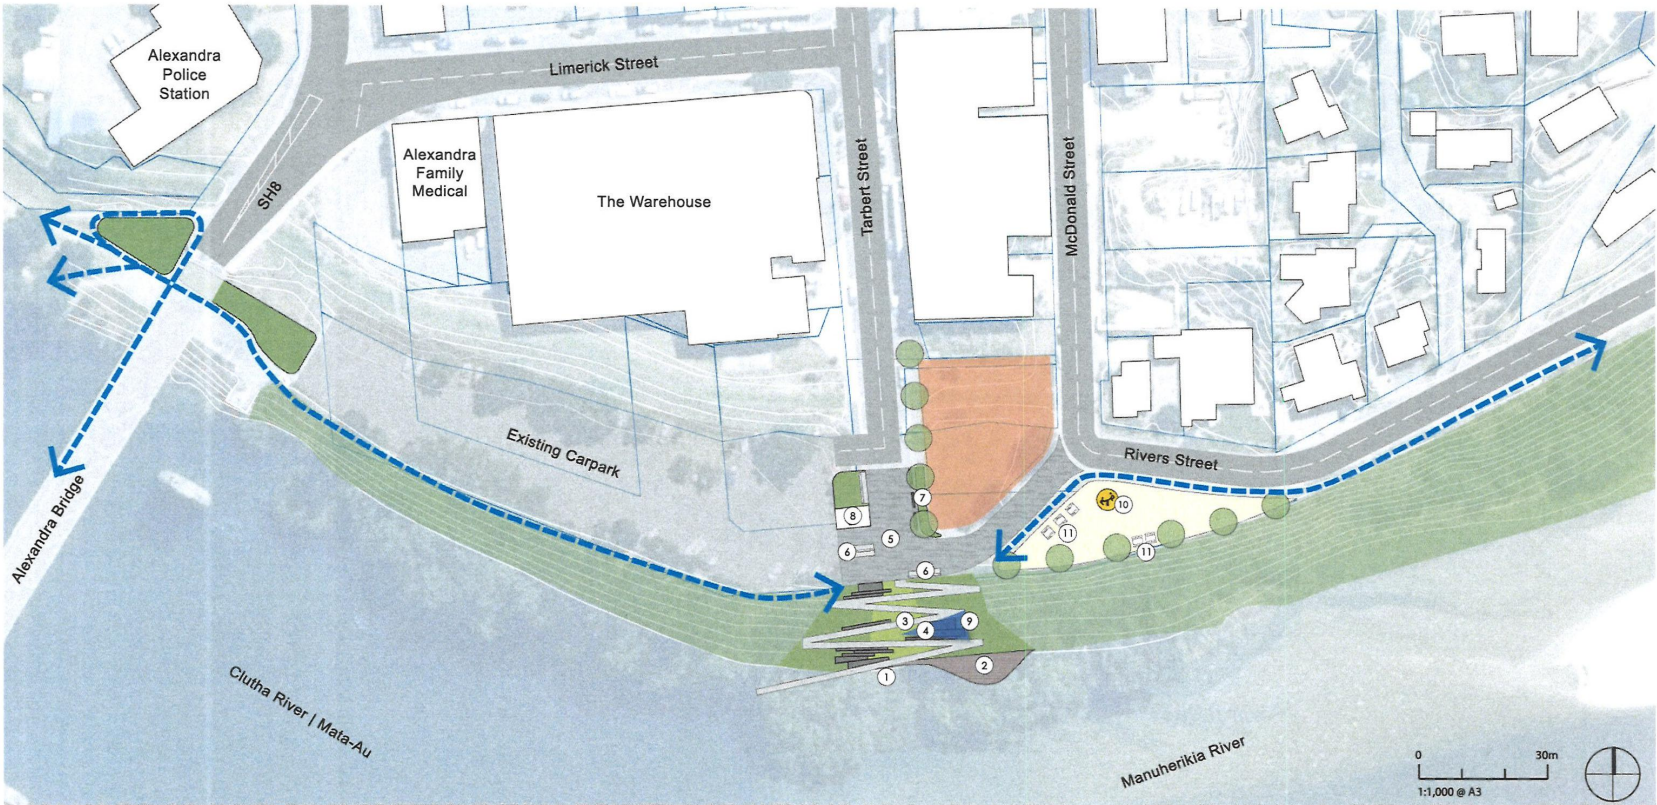 Alexandra
Police
Station
Limerick Street
SH8
Alexandra
Family
Medical
The Warehouse
Tarbert Street
McDonald Street
Existing Carpark
Rivers Street
Alexandra Bridge
7
10
8
5
11
6
11
6
3
9
4
2
1
Clutha River | Mata-Au
Manuherikia River
0 30m
1:1,000 @ A3